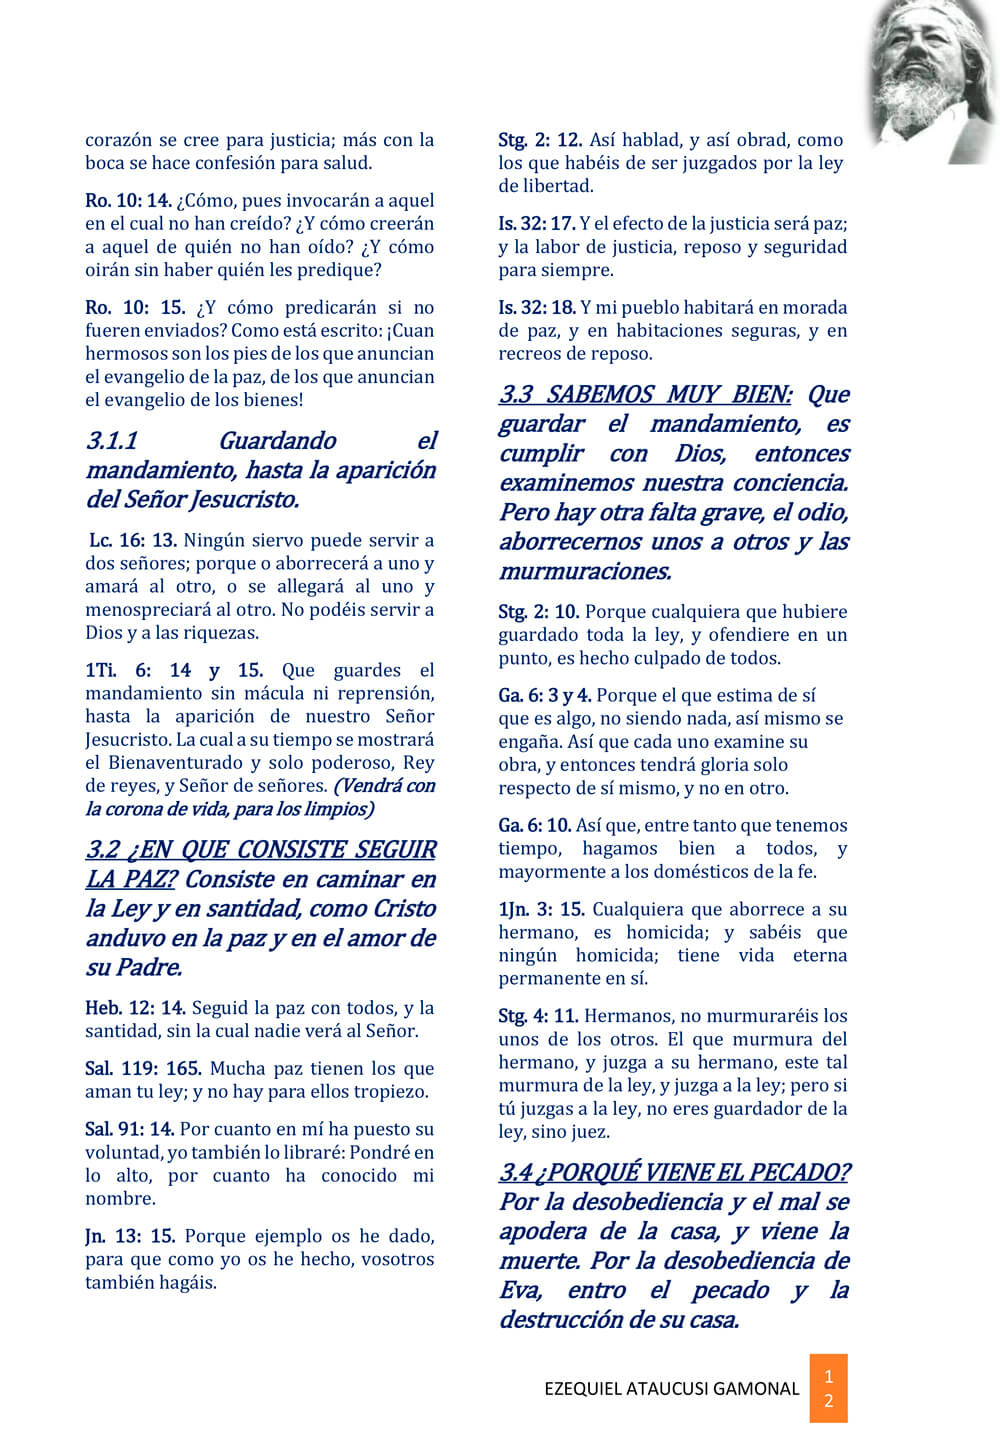 corazón se cree para justicia; más con la
boca se hace confesión para salud.
Ro. 10: 14. ¿Cómo, pues invocarán a aquel
en el cual no han creído? ¿Y cómo creerán
a aquel de quién no han oído? ¿Y cómo
oirán sin haber quién les predique?
Ro. 10: 15. ¿Y cómo predicarán si no
fueren enviados? Como está escrito: ¡Cuan
hermosos son los pies de los que anuncian
el evangelio de la paz, de los que anuncian
el evangelio de los bienes!
3.1.1 Guardando el
mandamiento, hasta la aparición
del Señor Jesucristo.
Lc. 16: 13. Ningún siervo puede servir a
dos señores; porque o aborrecerá a uno y
amará al otro, o se allegará al uno y
menospreciará al otro. No podéis servir a
Dios y a las riquezas.
1Ti. 6: 14 y 15. Que guardes el
mandamiento sin mácula ni reprensión,
hasta la aparición de nuestro Señor
Jesucristo. La cual a su tiempo se mostrará
el Bienaventurado y solo poderoso, Rey
de reyes, y Señor de señores. (Vendrá con
la corona de vida, para los limpios)
3.2 ¿EN QUE CONSISTE SEGUIR
LA PAZ? Consiste en caminar en
la Ley y en santidad, como Cristo
anduvo en la paz y en el amor de
su Padre.
Heb. 12: 14. Seguid la paz con todos, y la
santidad, sin la cual nadie verá al Señor.
Sal. 119: 165. Mucha paz tienen los que
aman tu ley; y no hay para ellos tropiezo.
Sal. 91: 14. Por cuanto en mí ha puesto su
voluntad, yo también lo libraré: Pondré en
lo alto, por cuanto ha conocido mi
nombre.
Jn. 13: 15. Porque ejemplo os he dado,
para que como yo os he hecho, vosotros
también hagáis.
Stg. 2: 12. Así hablad, y así obrad, como
los que habéis de ser juzgados por la ley
de libertad.
Is. 32: 17. Y el efecto de la justicia será paz;
y la labor de justicia, reposo y seguridad
para siempre.
Is. 32: 18. Y mi pueblo habitará en morada
de paz, y en habitaciones seguras, y en
recreos de reposo.
3.3 SABEMOS MUY BIEN: Que
guardar el mandamiento, es
cumplir con Dios, entonces
examinemos nuestra conciencia.
Pero hay otra falta grave, el odio,
aborrecernos unos a otros y las
murmuraciones.
Stg. 2: 10. Porque cualquiera que hubiere
guardado toda la ley, y ofendiere en un
punto, es hecho culpado de todos.
Ga. 6: 3 y 4. Porque el que estima de sí
que es algo, no siendo nada, así mismo se
engaña. Así que cada uno examine su
obra, y entonces tendrá gloria solo
respecto de sí mismo, y no en otro.
Ga. 6: 10. Así que, entre tanto que tenemos
tiempo, hagamos bien a todos, y
mayormente a los domésticos de la fe.
1Jn. 3: 15. Cualquiera que aborrece a su
hermano, es homicida; y sabéis que
ningún homicida; tiene vida eterna
permanente en sí.
Stg. 4: 11. Hermanos, no murmuraréis los
unos de los otros. El que murmura del
hermano, y juzga a su hermano, este tal
murmura de la ley, y juzga a la ley; pero si
tú juzgas a la ley, no eres guardador de la
ley, sino juez.
3.4 ¿PORQUÉ VIENE EL PECADO?
Por la desobediencia y el mal se
apodera de la casa, y viene la
muerte. Por la desobediencia de
Eva, entro el pecado y la
destrucción de su casa.
EZEQUIEL ATAUCUSI GAMONAL
1
2